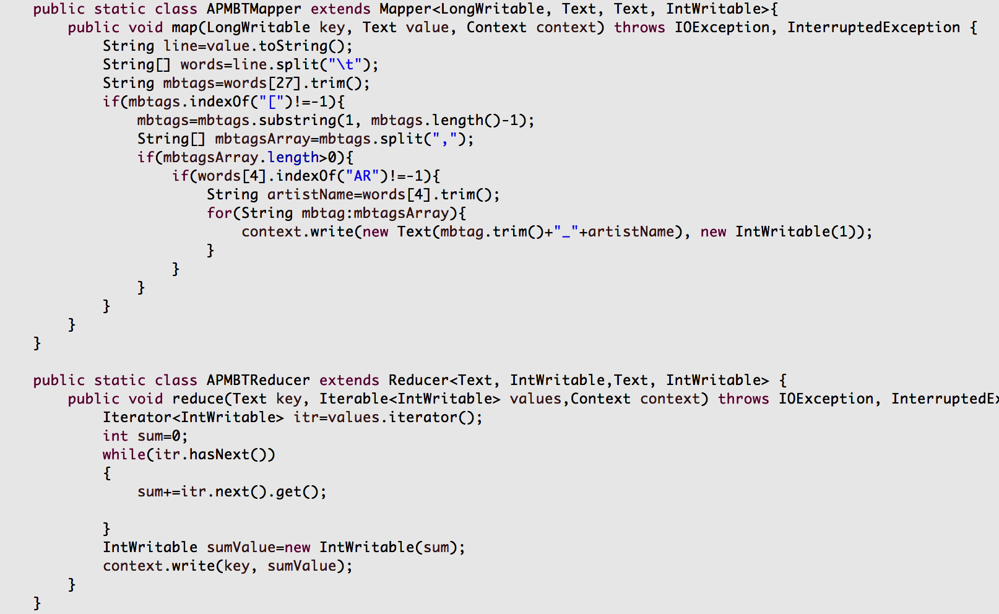 public static class APMBTMapper extends Mapper<LongWritable, Text, Text, IntWritable>{
public void map(LongWritable key, Text value, Context context) throws IOException, InterruptedException {
String line=value.toString();
String[] words=line.split("\t");
String mbtags=words[27].trim();
if(mbtags.indexOf("[")!=-1){
mbtags=mbtags.substring(1, mbtags.length()-1);
String[] mbtagsArray=mbtags.split(",");
if(mbtagsArray.length>0){
if(words[4].indexOf("AR")!=-1){
String artistName=words[4].trim();
for(String mbtag:mbtagsArray){
context.write(new Text(mbtag.trim()+"_"+artistName), new IntWritable(1));
}
}
}
}
}
}
public static class APMBTReducer extends Reducer<Text, IntWritable,Text, IntWritable> {
public void reduce(Text key, Iterable<IntWritable> values,Context context) throws IOException, InterruptedEx
Iterator<IntWritable> itr=values.iterator();
int sum=0;
while(itr.hasNext())
{
sum+=itr.next().get();
}
IntWritable sumValue=new IntWritable(sum);
context.write(key, sumValue);
}
}